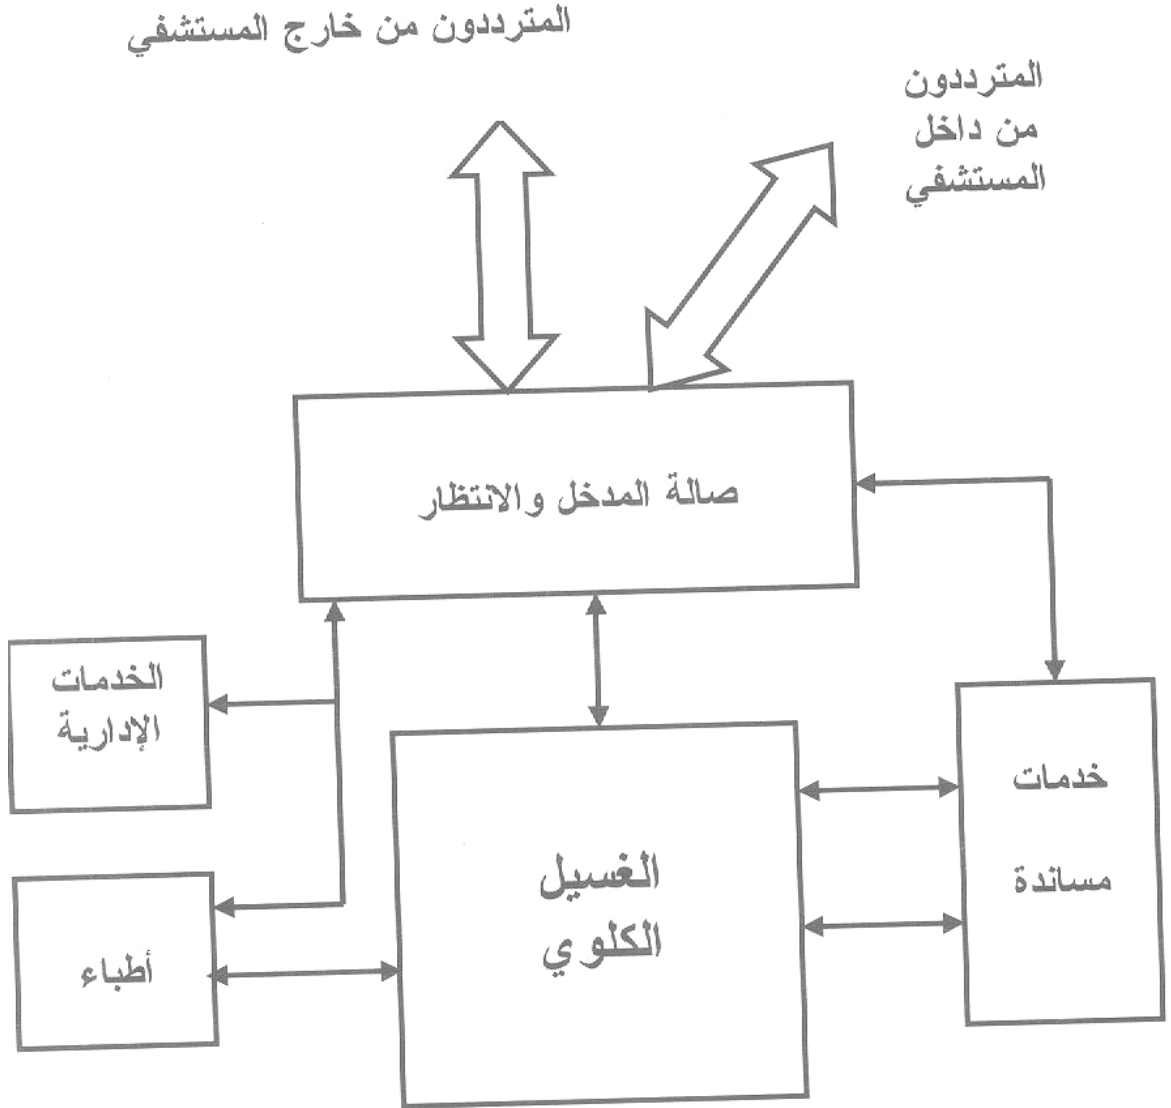 المترددون من خارج المستشفي
المترددون
من داخل
المستشفي
صالة المدخل والانتظار
الخدمات
الإدارية
خدمات
مساندة
الغسيل
الكلوي
أطباء